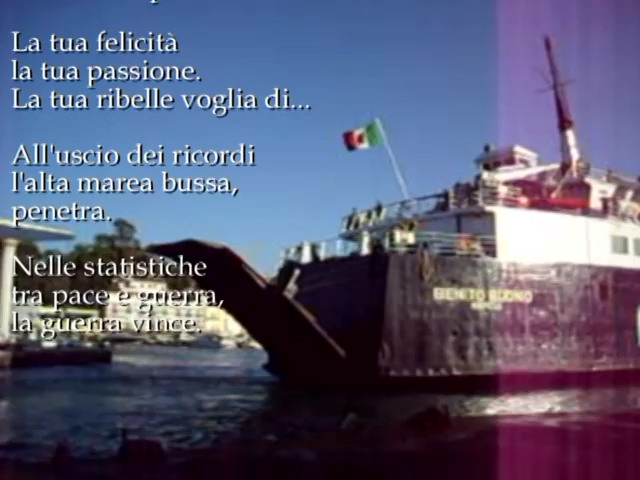 La tua felicità
la tua passione.
La tua ribelle voglia di...
All'uscio dei ricordi
l'alta marea bussa,
penetra.
Nelle statistiche
tra pace e guerra,
la guerra vince.
BENITO BUONO